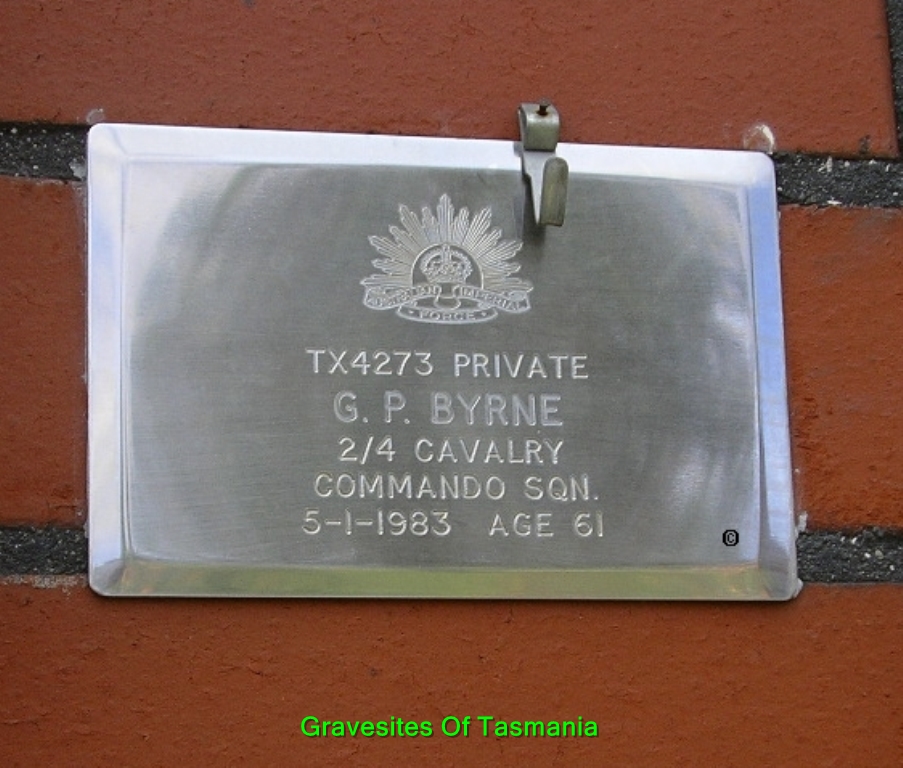 AUSTRALIAN IMPERIAL
FORCE
TX4273 PRIVATE
G. P. BYRNE
2/4 CAVALRY
COMMANDO SQN.
5-1-1983 AGE 61
©
Gravesites Of Tasmania